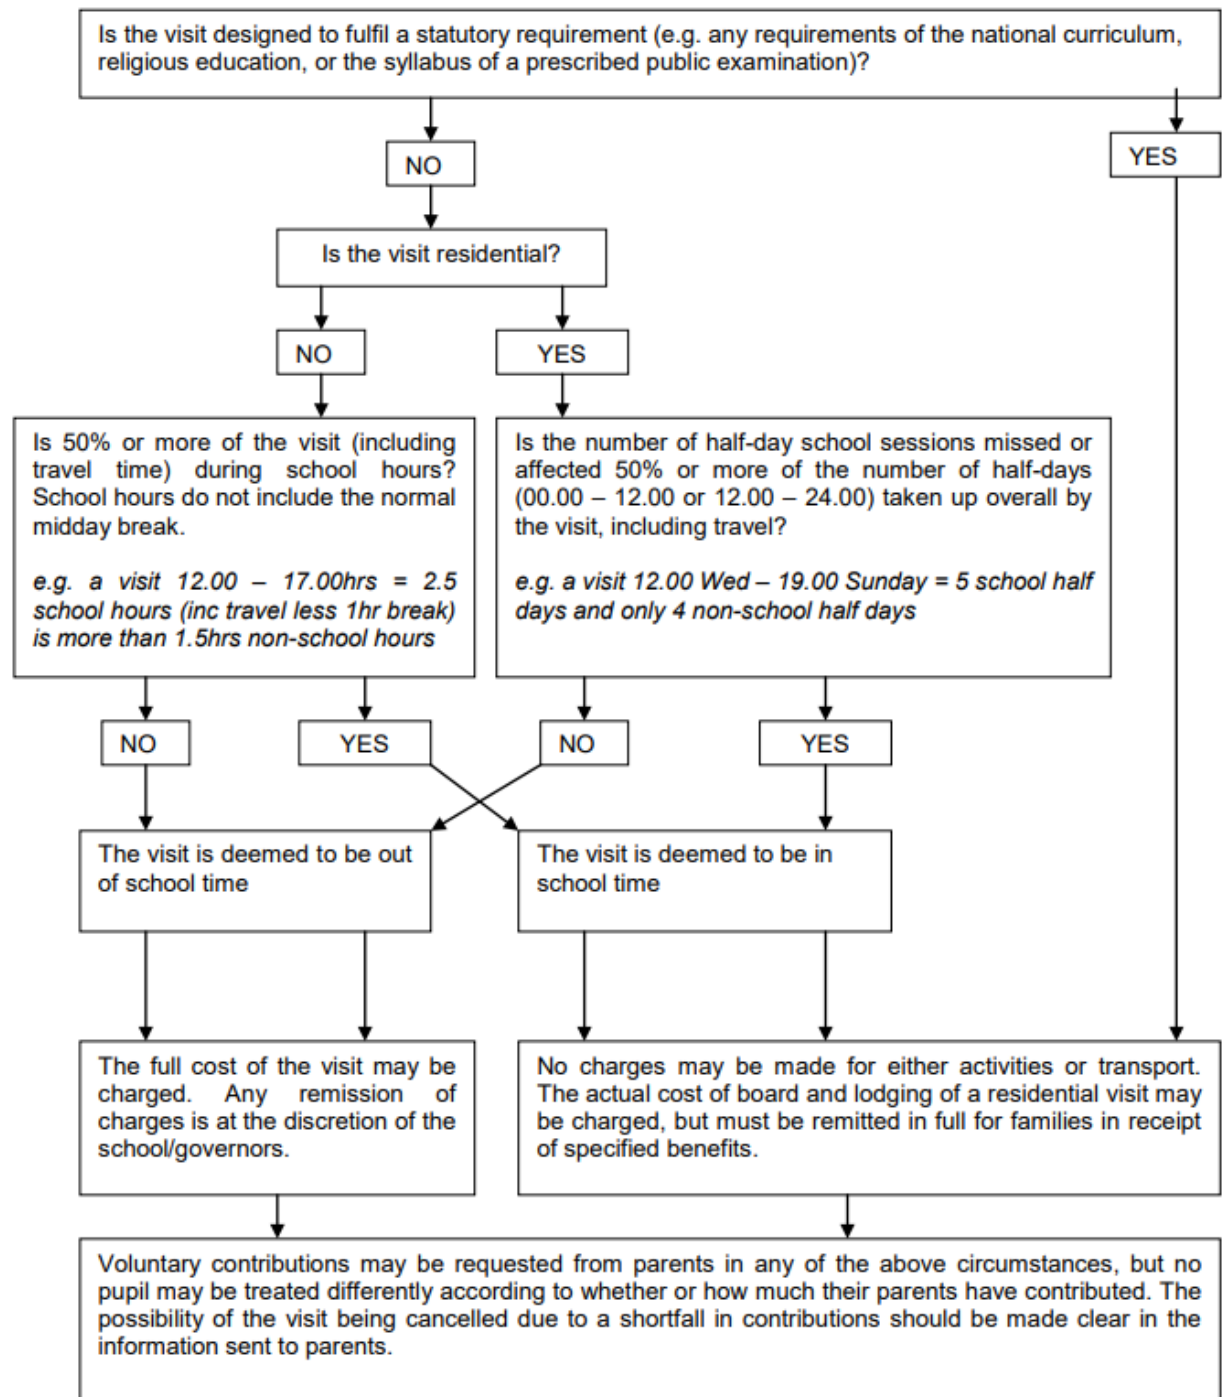 Is the visit designed to fulfil a statutory requirement (e.g. any requirements of the national curriculum,
religious education, or the syllabus of a prescribed public examination)?
NO
YES
Is the visit residential?
NO
YES
Is 50% or more of the visit (including
travel time) during school hours?
School hours do not include the normal
midday break.
e.g. a visit 12.00 – 17.00hrs = 2.5
school hours (inc travel less 1hr break)
is more than 1.5hrs non-school hours
Is the number of half-day school sessions missed or
affected 50% or more of the number of half-days
(00.00 – 12.00 or 12.00 – 24.00) taken up overall by
the visit, including travel?
e.g. a visit 12.00 Wed – 19.00 Sunday = 5 school half
days and only 4 non-school half days
NO
YES
NO
YES
The visit is deemed to be out
of school time
The visit is deemed to be in
school time
The full cost of the visit may be
charged. Any remission of
charges is at the discretion of the
school/governors.
No charges may be made for either activities or transport.
The actual cost of board and lodging of a residential visit may
be charged, but must be remitted in full for families in receipt
of specified benefits.
Voluntary contributions may be requested from parents in any of the above circumstances, but no
pupil may be treated differently according to whether or how much their parents have contributed. The
possibility of the visit being cancelled due to a shortfall in contributions should be made clear in the
information sent to parents.